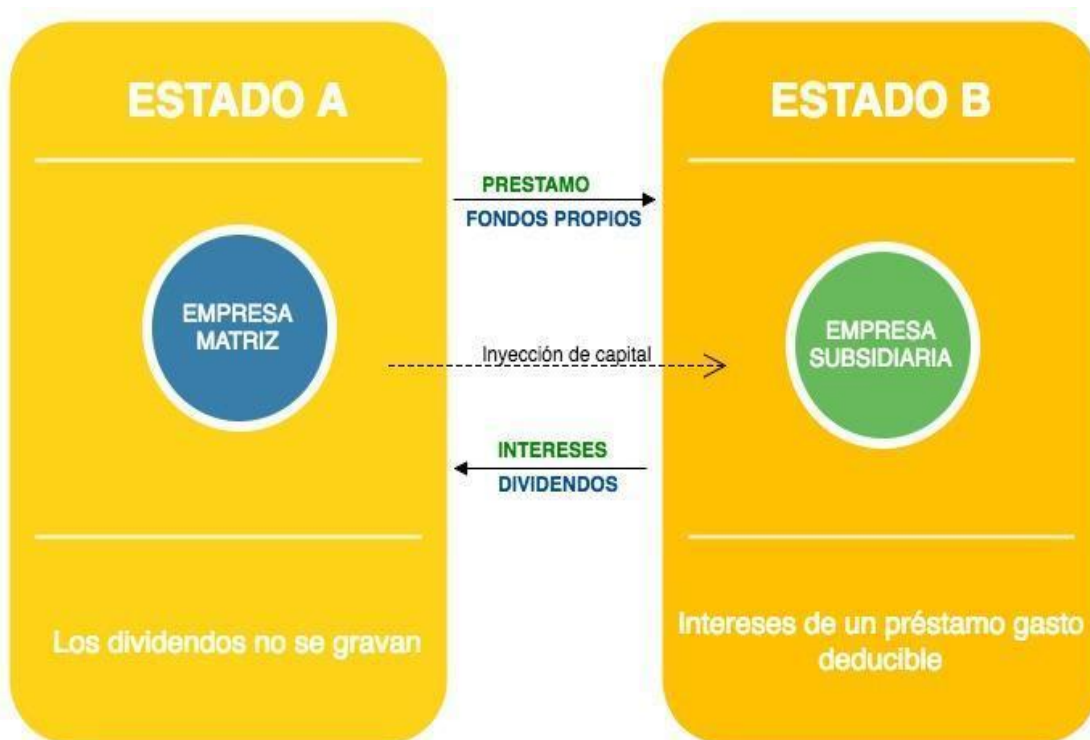 ESTADO A
ESTADO B
PRESTAMO
FONDOS PROPIOS
EMPRESA
MATRIZ
Inyección de capital
EMPRESA
SUBSIDIARIA
INTERESES
DIVIDENDOS
Los dividendos no se gravan
Intereses de un préstamo gasto
deducible